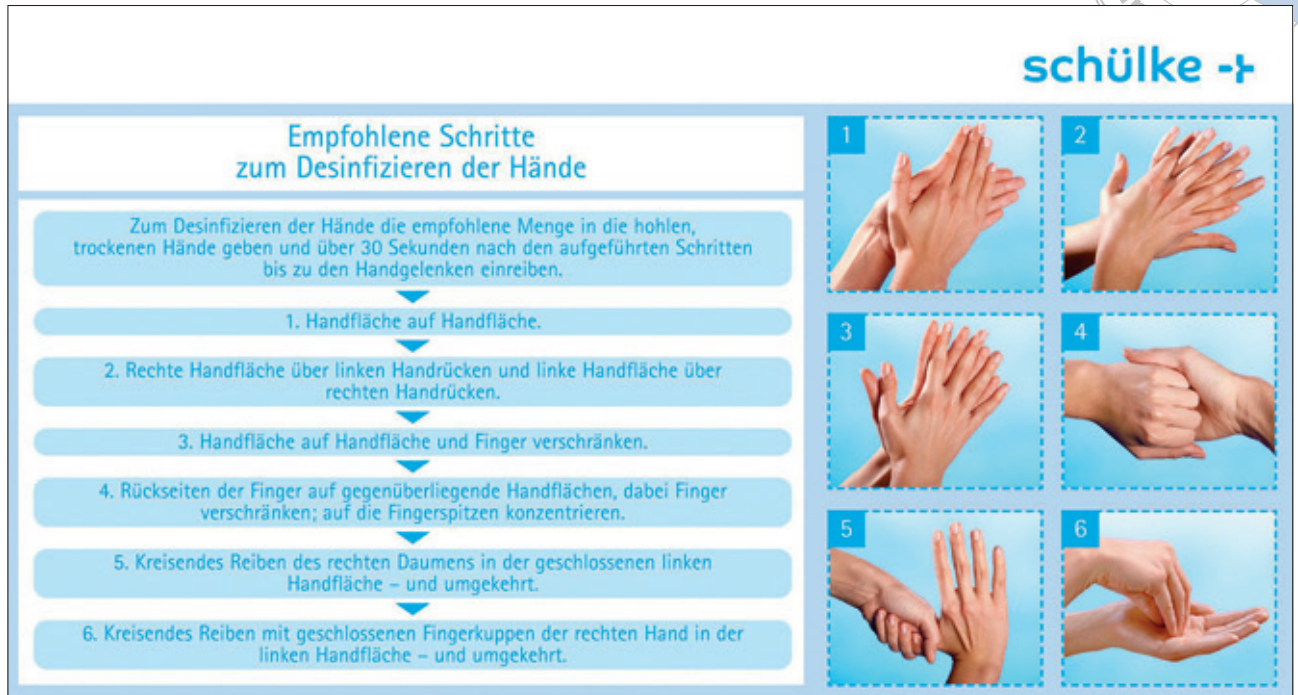 schülke
Empfohlene Schritte
zum Desinfizieren der Hände
Zum Desinfizieren der Hände die empfohlene Menge in die hohlen,
trockenen Hände geben und über 30 Sekunden nach den aufgeführten Schritten
bis zu den Handgelenken einreiben.
1. Handfläche auf Handfläche.
2. Rechte Handfläche über linken Handrücken und linke Handfläche über
rechten Handrücken.
3. Handfläche auf Handfläche und Finger verschränken.
4. Rückseiten der Finger auf gegenüberliegende Handflächen, dabei Finger
verschränken; auf die Fingerspitzen konzentrieren.
5. Kreisendes Reiben des rechten Daumens in der geschlossenen linken
Handfläche – und umgekehrt.
6. Kreisendes Reiben mit geschlossenen Fingerkuppen der rechten Hand in der
linken Handfläche – und umgekehrt.
1
2
3
4
5
6